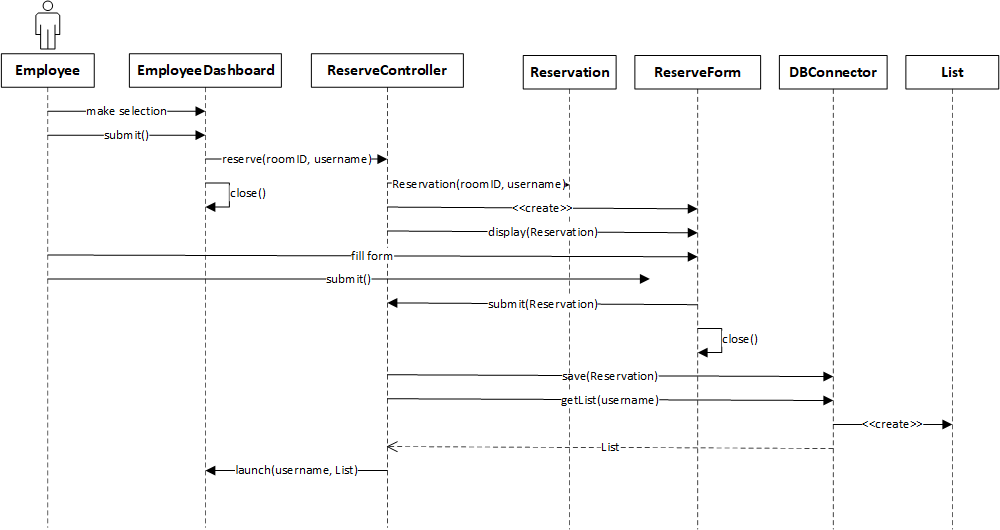 Employee
EmployeeDashboard
ReserveController
Reservation
ReserveForm
DBConnector
List
make selection
submit()
reserve(roomID, username)
Reservation(roomID, username)
close()
<<create>>
display(Reservation)
fill form
submit()
submit(Reservation)
close()
save(Reservation)
getList(username)
<<create>>
List
launch(username, List)